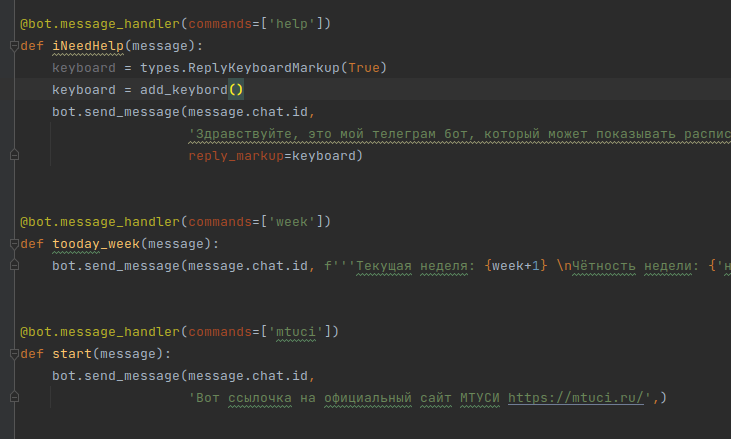 @bot.message_handler(commands=['help'])
def iNeedHelp(message):
keyboard = types.ReplyKeyboardMarkup(True)
keyboard = add_keybord()
bot.send_message(message.chat.id,
'Здравствуйте, это мой телеграм бот, который может показывать распис
reply_markup=keyboard)
@bot.message_handler(commands=['week'])
def tooday_week(message):
bot.send_message(message.chat.id, f'''Текущая неделя: {week+1} \nЧётность недели: {'н
@bot.message_handler(commands=['mtuci'])
def start(message):
bot.send_message(message.chat.id,
'Вот ссылочка на официальный сайт МТУСИ https://mtuci.ru/',)